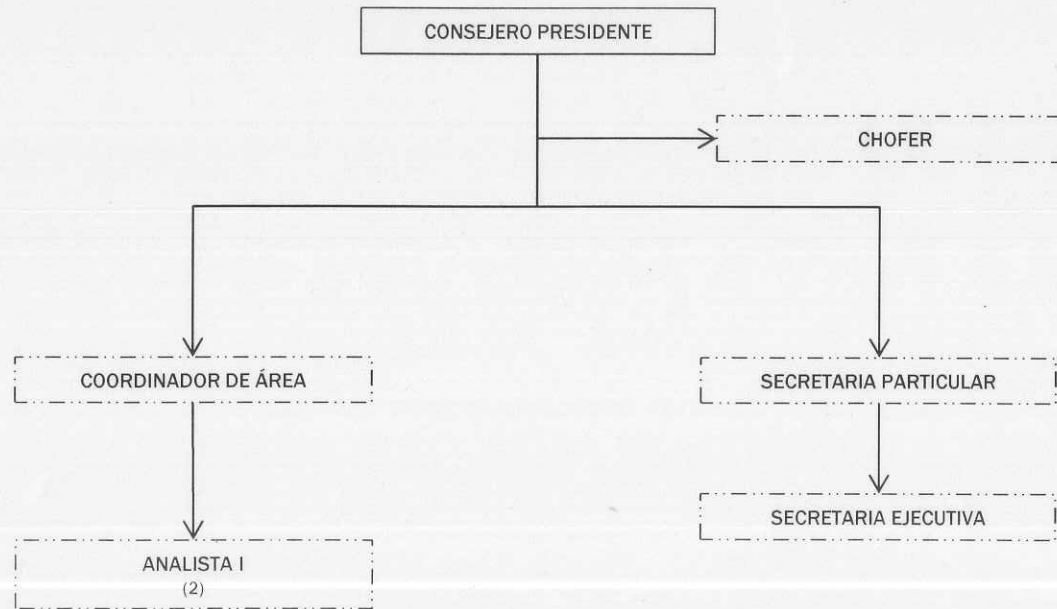 CONSEJERO PRESIDENTE
CHOFER
COORDINADOR DE ÁREA
SECRETARIA PARTICULAR
SECRETARIA EJECUTIVA
ANALISTA I
(2)